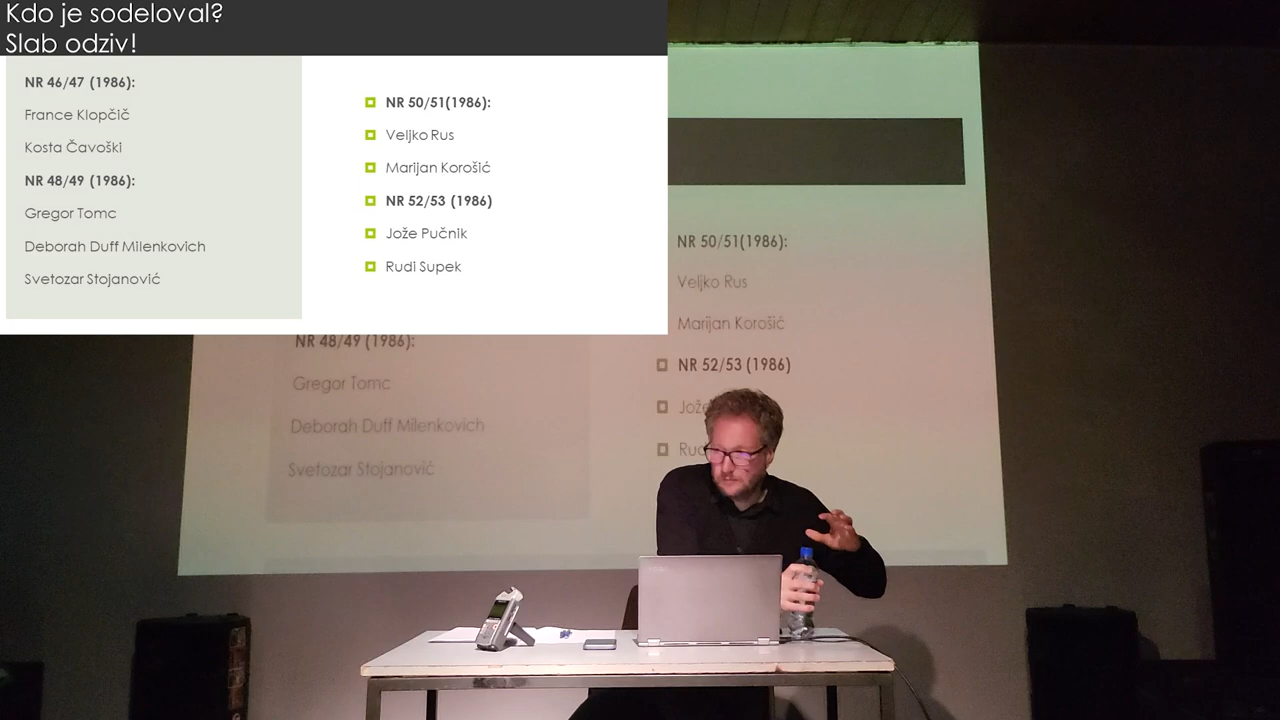 Kdo je sodeloval?
Slab odziv!
NR 46/47 (1986):
France Klopčič
Kosta Čavoški
NR 48/49 (1986):
Gregor Tomc
Deborah Duff Milenkovich
Svetozar Stojanović
NR 50/51(1986):
Veljko Rus
Marijan Korošić
NR 52/53 (1986)
Jože Pučnik
Rudi Supek
NR 48/49 (1986):
Gregor Tomc
Deborah Duff Milenkovich
Svetozar Stojanović
NR 50/51(1986):
Veljko Rus
Marijan Korošić
NR 52/53 (1986)